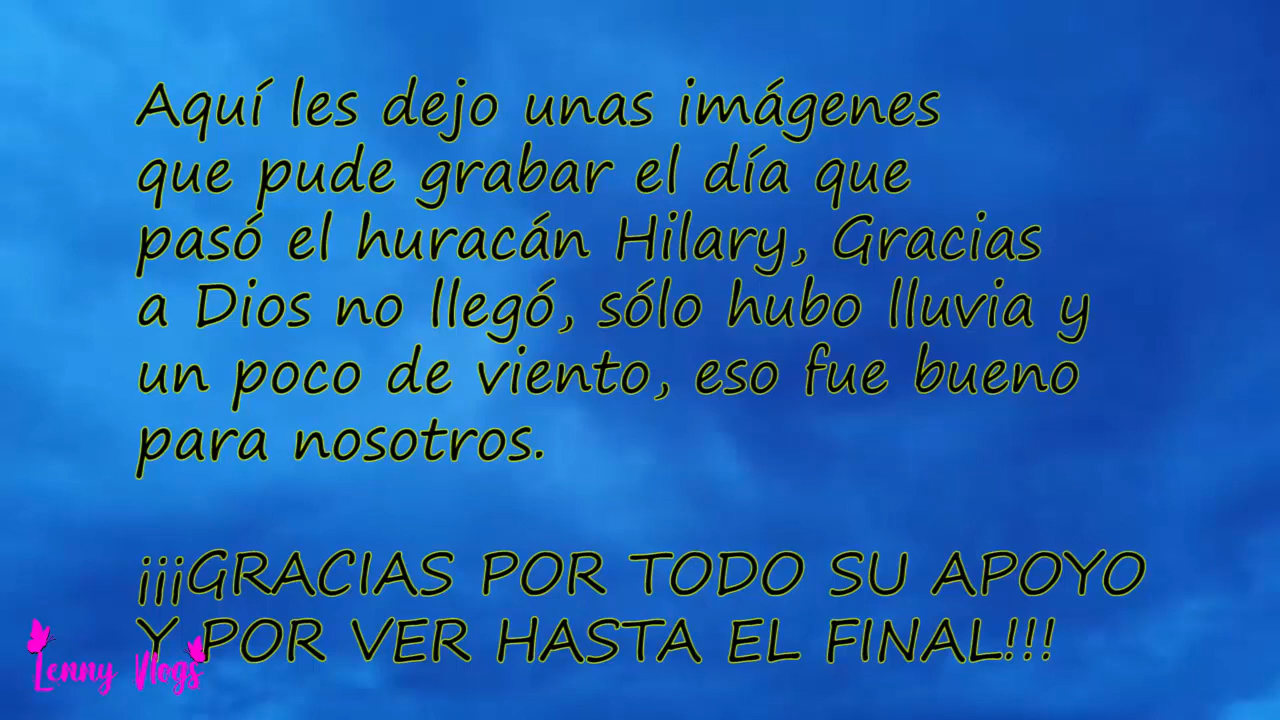 Aquí les dejo unas imágenes
que pude grabar el día que
pasó el huracán Hilary, Gracias
a Dios no llegó, sólo hubo lluvia y
un poco de viento, eso fue bueno
para nosotros.
¡¡¡GRACIAS POR TODO SU APOYO
Y POR VER HASTA EL FINAL!!!
Lenny Vlogs